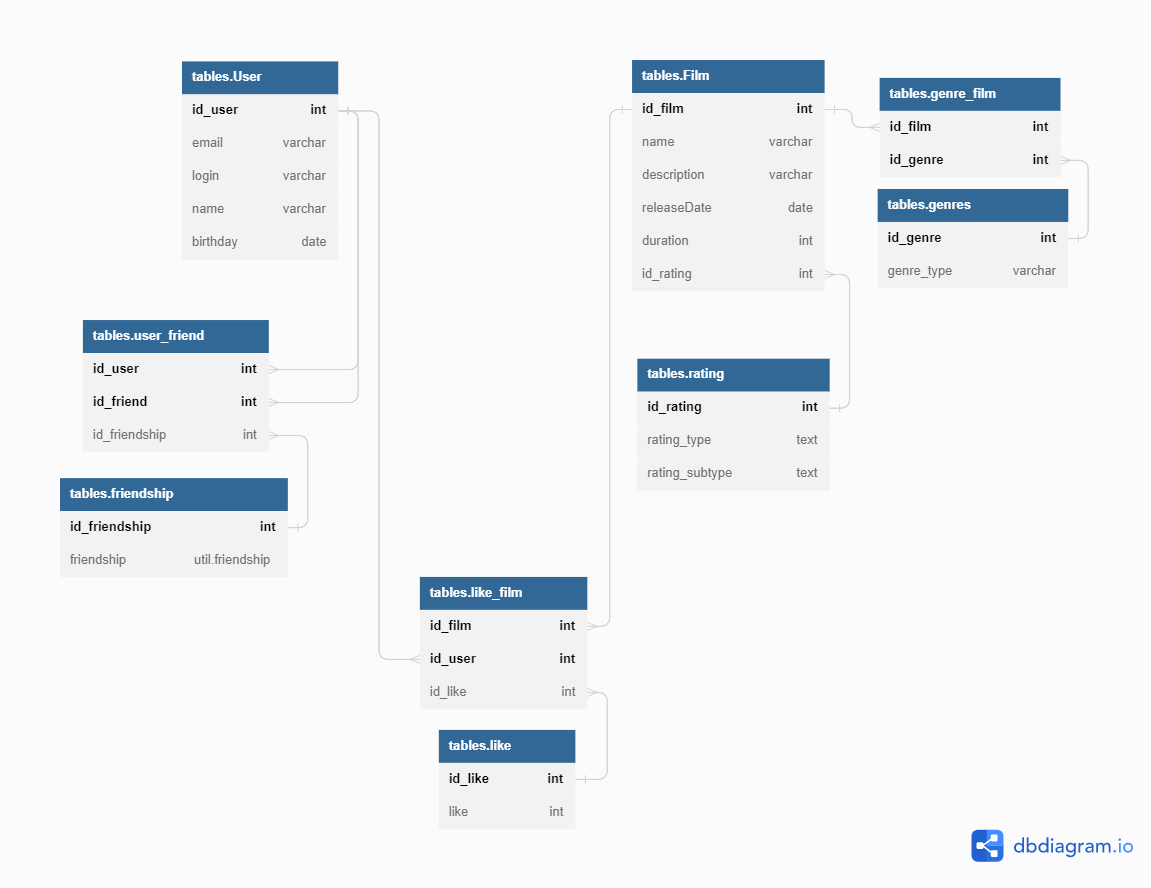 tables.User
id_user int
email varchar
login varchar
name varchar
birthday date
tables.Film
id_film int
name varchar
description varchar
releaseDate date
duration int
id_rating int
tables.genre_film
id_film int
id_genre int
tables.genres
id_genre int
genre_type varchar
tables.user_friend
id_user int
id_friend int
id_friendship int
tables.rating
id_rating int
rating_type text
rating_subtype text
tables.friendship
id_friendship int
friendship util.friendship
tables.like_film
id_film int
id_user int
id_like int
tables.like
id_like int
like int
dbdiagram.io